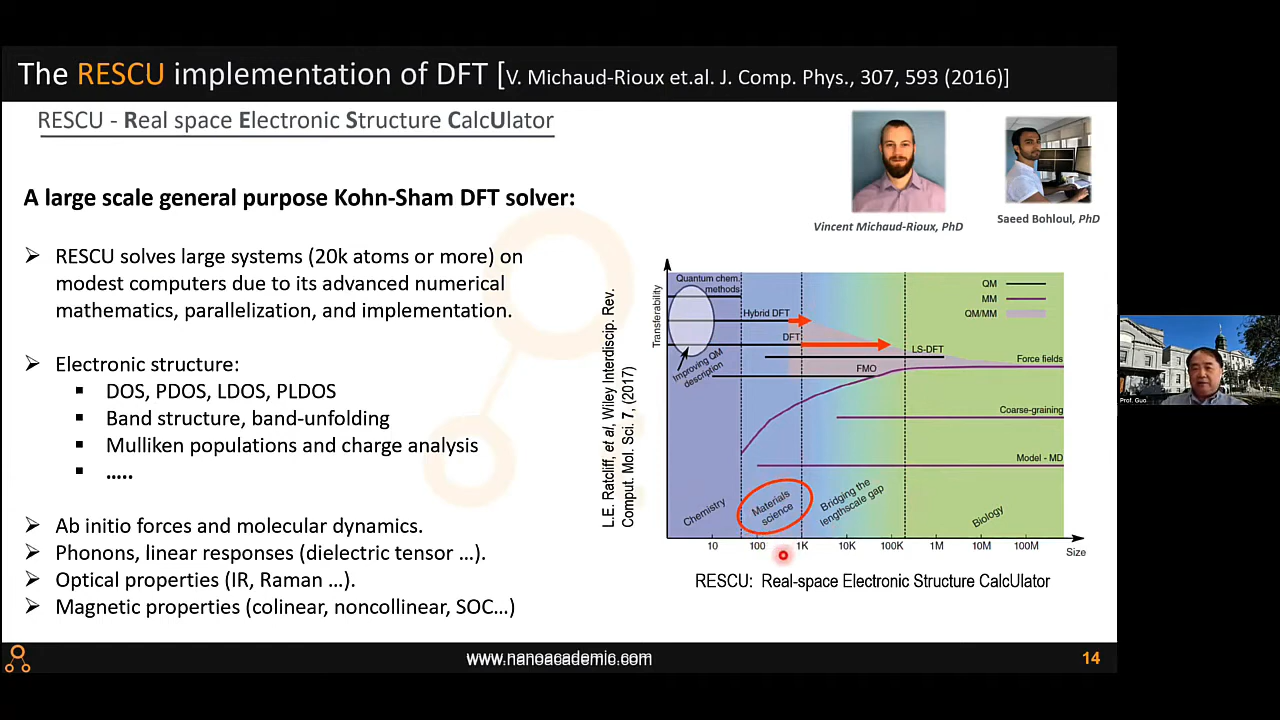 The RESCU implementation of DFT [V. Michaud-Rioux et.al. J. Comp. Phys., 307, 593 (2016)]
RESCU - Real space Electronic Structure CalcUlator
A large scale general purpose Kohn-Sham DFT solver:
➢ RESCU solves large systems (20k atoms or more) on
modest computers due to its advanced numerical
mathematics, parallelization, and implementation.
➢ Electronic structure:
▪ DOS, PDOS, LDOS, PLDOS
▪ Band structure, band-unfolding
▪ Mulliken populations and charge analysis
▪ …..
➢ Ab initio forces and molecular dynamics.
➢ Phonons, linear responses (dielectric tensor …).
➢ Optical properties (IR, Raman …).
➢ Magnetic properties (colinear, noncollinear, SOC…)
Vincent Michaud-Rioux, PhD
Saeed Bohloul, PhD
L.E. Ratcliff, et al, Wiley Interdiscip. Rev.
Comput. Mol. Sci. 7, (2017)
Transferability
Quantum chem.
methods
Hybrid DFT
DFT
Improving QM
description
LS-DFT
FMO
QM
MM
QM/MM
Force fields
Coarse-graining
Model - MD
Chemistry
Materials
science
Bridging the
lengthscale gap
Biology
10 100 1K 10K 100K 1M 10M 100M
Size
RESCU: Real-space Electronic Structure CalcUlator
Prof. Guo
www.nanoacademic.com
14